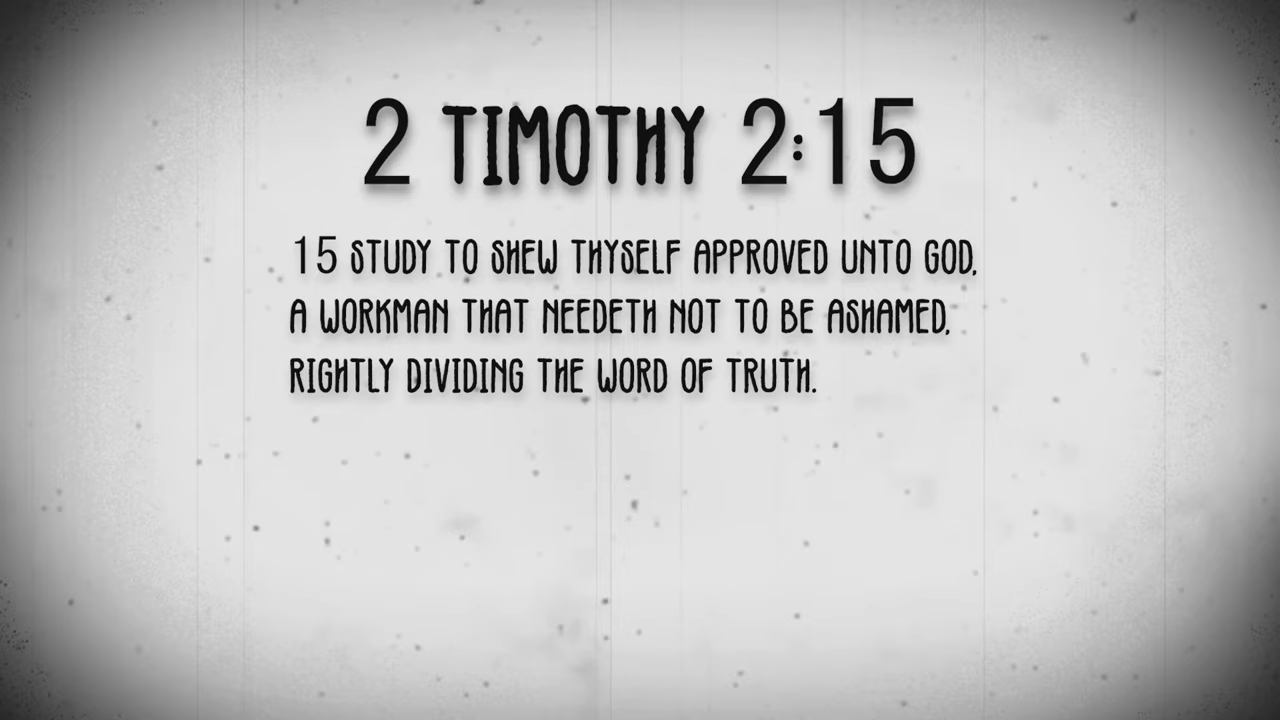 2 TIMOTHY 2:15
15 STUDY TO SHEW THYSELF APPROVED UNTO GOD,
A WORKMAN THAT NEEDETH NOT TO BE ASHAMED,
RIGHTLY DIVIDING THE WORD OF TRUTH.